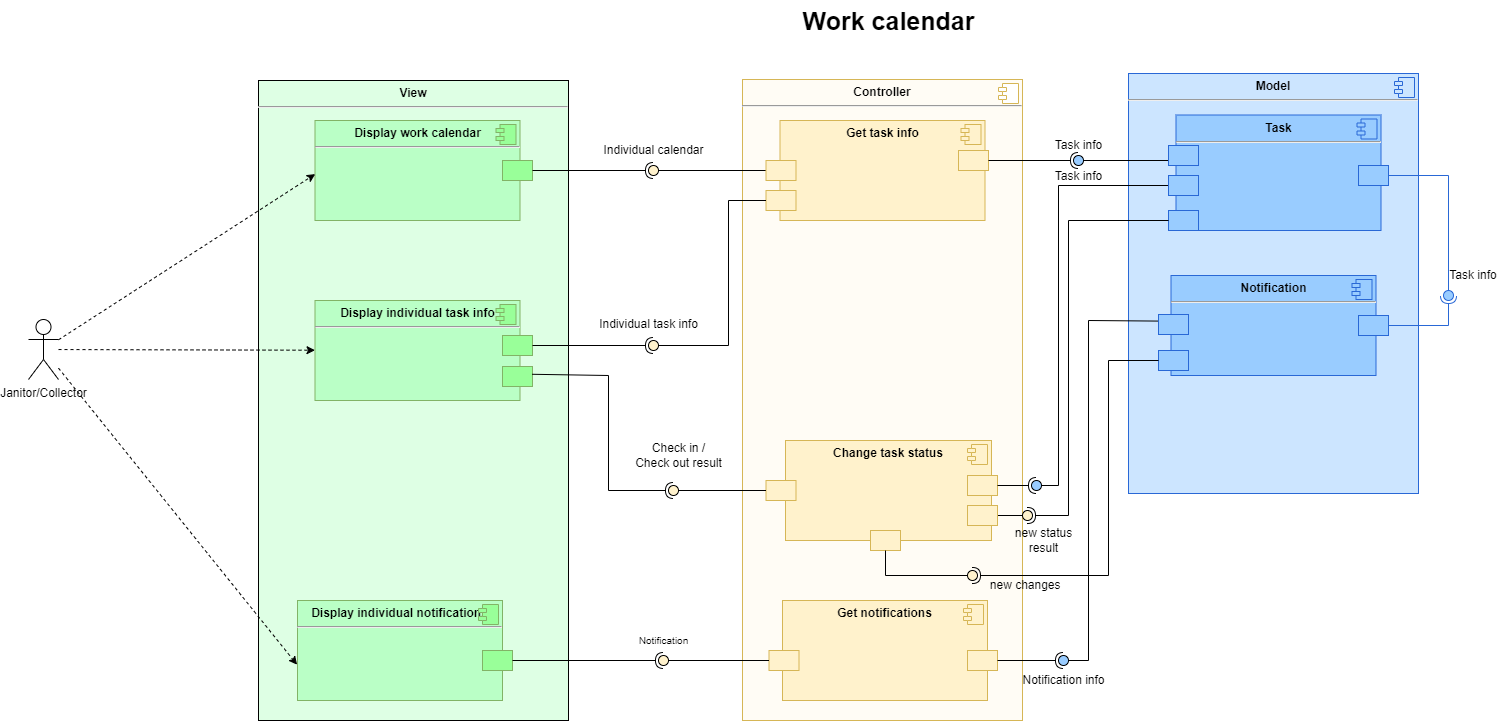 Work calendar
View
Controller
Model
Display work calendar
Get task info
Task
Individual calendar
Task info
Task info
Display individual task info
Notification
Task info
Individual task info
Janitor/Collector
Check in /
Check out result
Change task status
new status
result
new changes
Display individual notification
Get notifications
Notification
Notification info